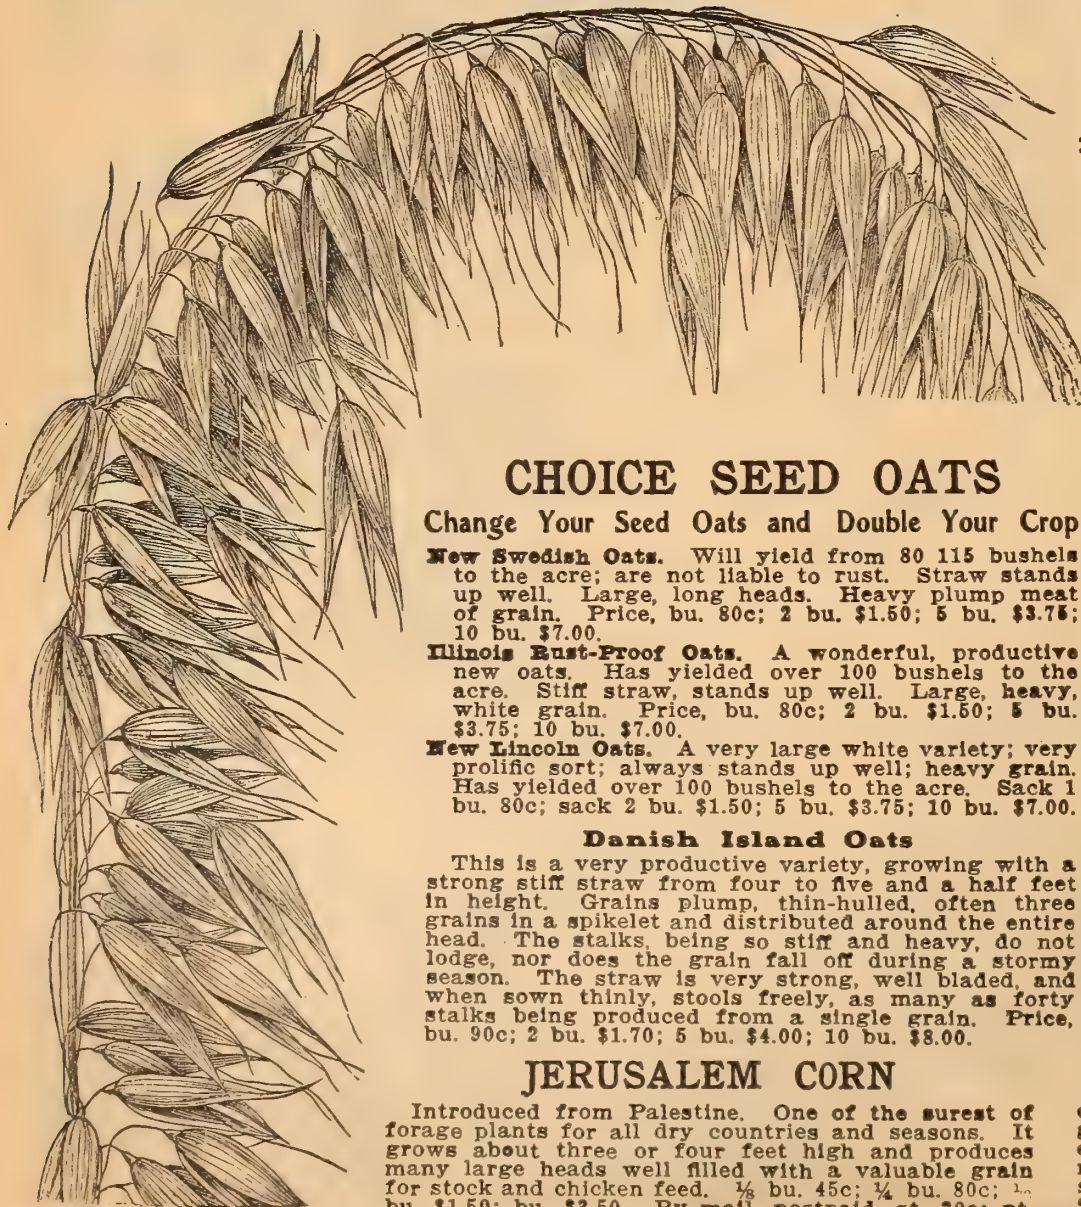 CHOICE SEED OATS
Change Your Seed Oats and Double Your Crop
New Swedish Oats. Will yield from 80 115 bushels
to the acre; are not liable to rust. Straw stands
up well. Large, long heads. Heavy plump meat
of grain. Price, bu. 80c; 2 bu. $1.50; 5 bu. $3.75;
10 bu. $7.00.
Illinois Rust-Proof Oats. A wonderful, productive
new oats. Has yielded over 100 bushels to the
acre. Stiff straw, stands up well. Large, heavy,
white grain. Price, bu. 80c; 2 bu. $1.50; 5 bu.
$3.75; 10 bu. $7.00.
New Lincoln Oats. A very large white variety; very
prolific sort; always stands up well; heavy grain.
Has yielded over 100 bushels to the acre. Sack 1
bu. 80c; sack 2 bu. $1.50; 5 bu. $3.75; 10 bu. $7.00.
Danish Island Oats
This is a very productive variety, growing with a
strong stiff straw from four to five and a half feet
in height. Grains plump, thin-hulled, often three
grains in a spikelet and distributed around the entire
head. The stalks, being so stiff and heavy, do not
lodge, nor does the grain fall off during a stormy
season. The straw is very strong, well bladed, and
when sown thinly, stools freely, as many as forty
stalks being produced from a single grain. Price,
bu. 90c; 2 bu. $1.70; 5 bu. $4.00; 10 bu. $8.00.
JERUSALEM CORN
Introduced from Palestine. One of the surest of
forage plants for all dry countries and seasons. It
grows about three or four feet high and produces
many large heads well filled with a valuable grain
for stock and chicken feed. ⅛ bu. 45c; ¼ bu. 80c;